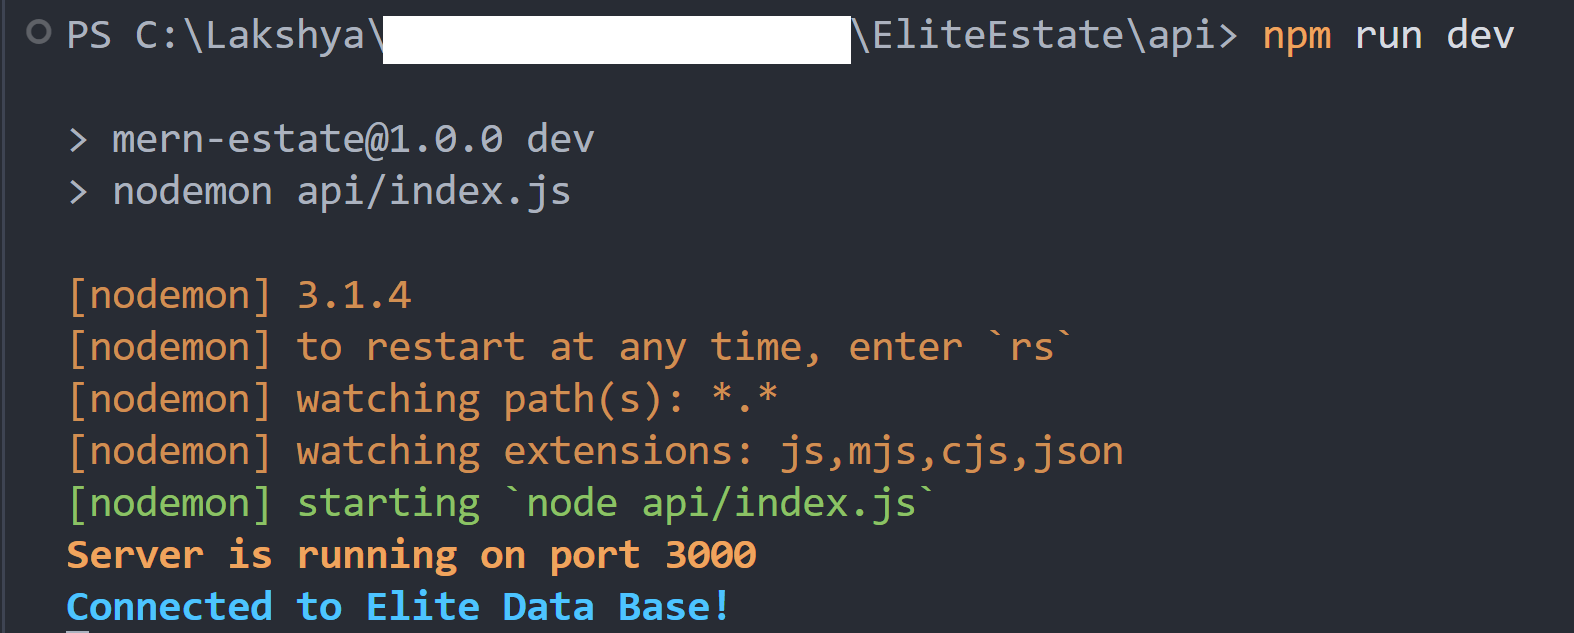 PS C:\Lakshya\ \EliteEstate\api> npm run dev
> mern-estate@1.0.0 dev
> nodemon api/index.js
[nodemon] 3.1.4
[nodemon] to restart at any time, enter `rs`
[nodemon] watching path(s): *.*
[nodemon] watching extensions: js,mjs,cjs,json
[nodemon] starting `node api/index.js`
Server is running on port 3000
Connected to Elite Data Base!